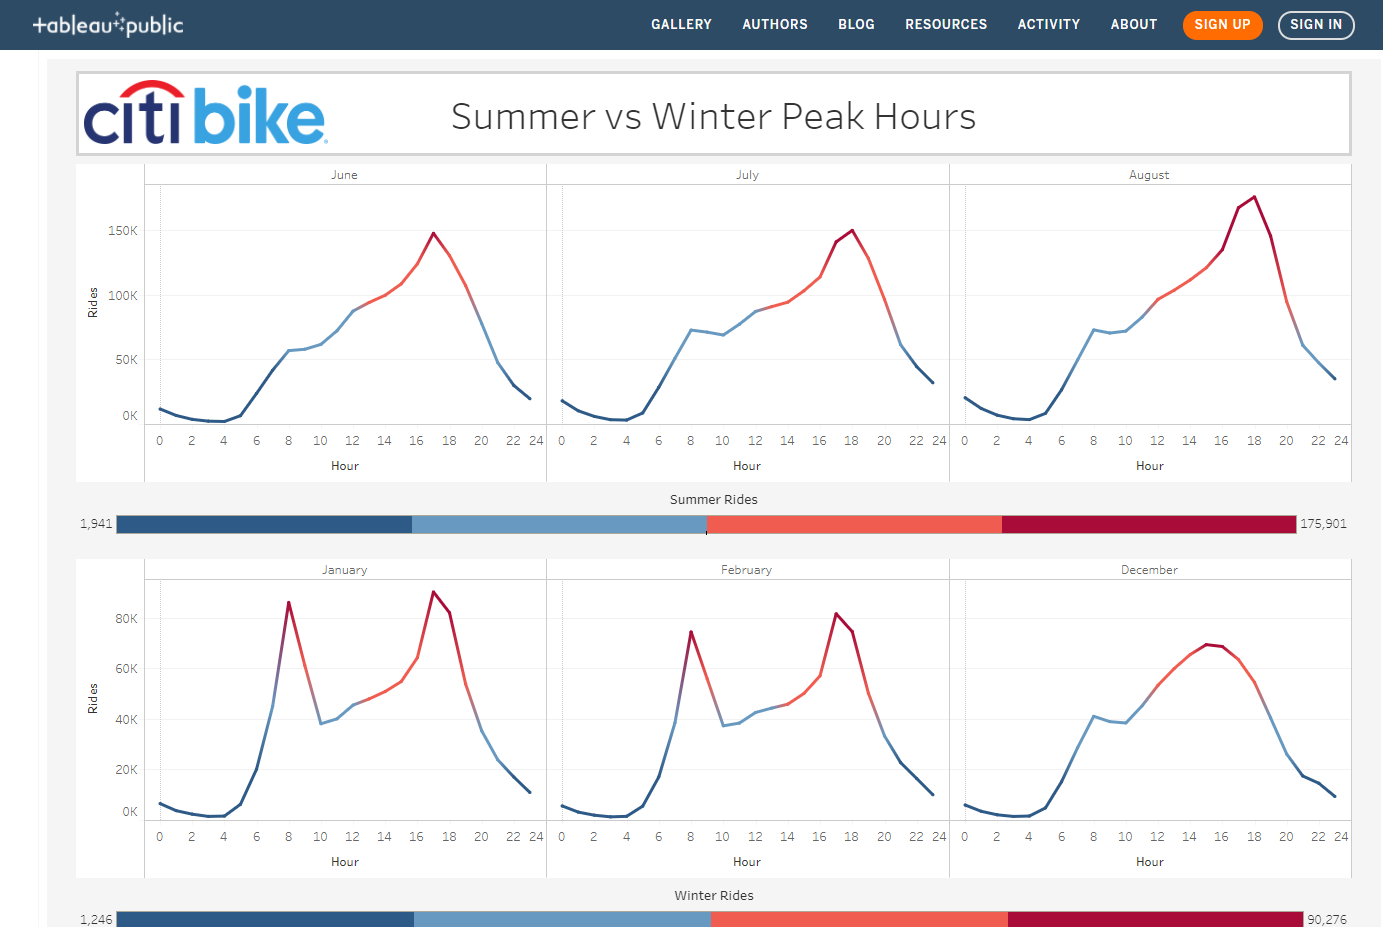 +ableau public
GALLERY AUTHORS BLOG RESOURCES ACTIVITY ABOUT SIGN UP SIGN IN
citi bike
Summer vs Winter Peak Hours
June July August
Rides
150K
100K
50K
0K
0 2 4 6 8 10 12 14 16 18 20 22 24 0 2 4 6 8 10 12 14 16 18 20 22 24 0 2 4 6 8 10 12 14 16 18 20 22 24
Hour Hour Hour
Summer Rides
1,941 175,901
January February December
Rides
80K
60K
40K
20K
0K
0 2 4 6 8 10 12 14 16 18 20 22 24 0 2 4 6 8 10 12 14 16 18 20 22 24 0 2 4 6 8 10 12 14 16 18 20 22 24
Hour Hour Hour
Winter Rides
1,246 90,276